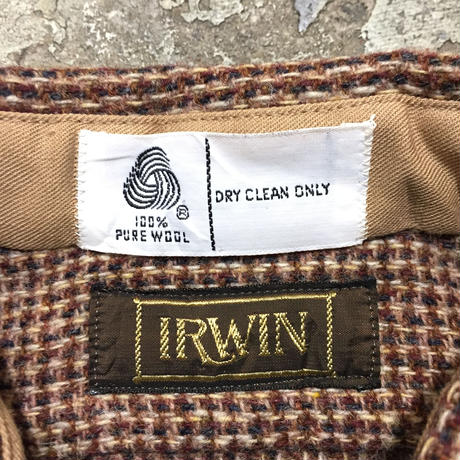 100%
PURE WOOL
®
DRY CLEAN ONLY
IRWIN